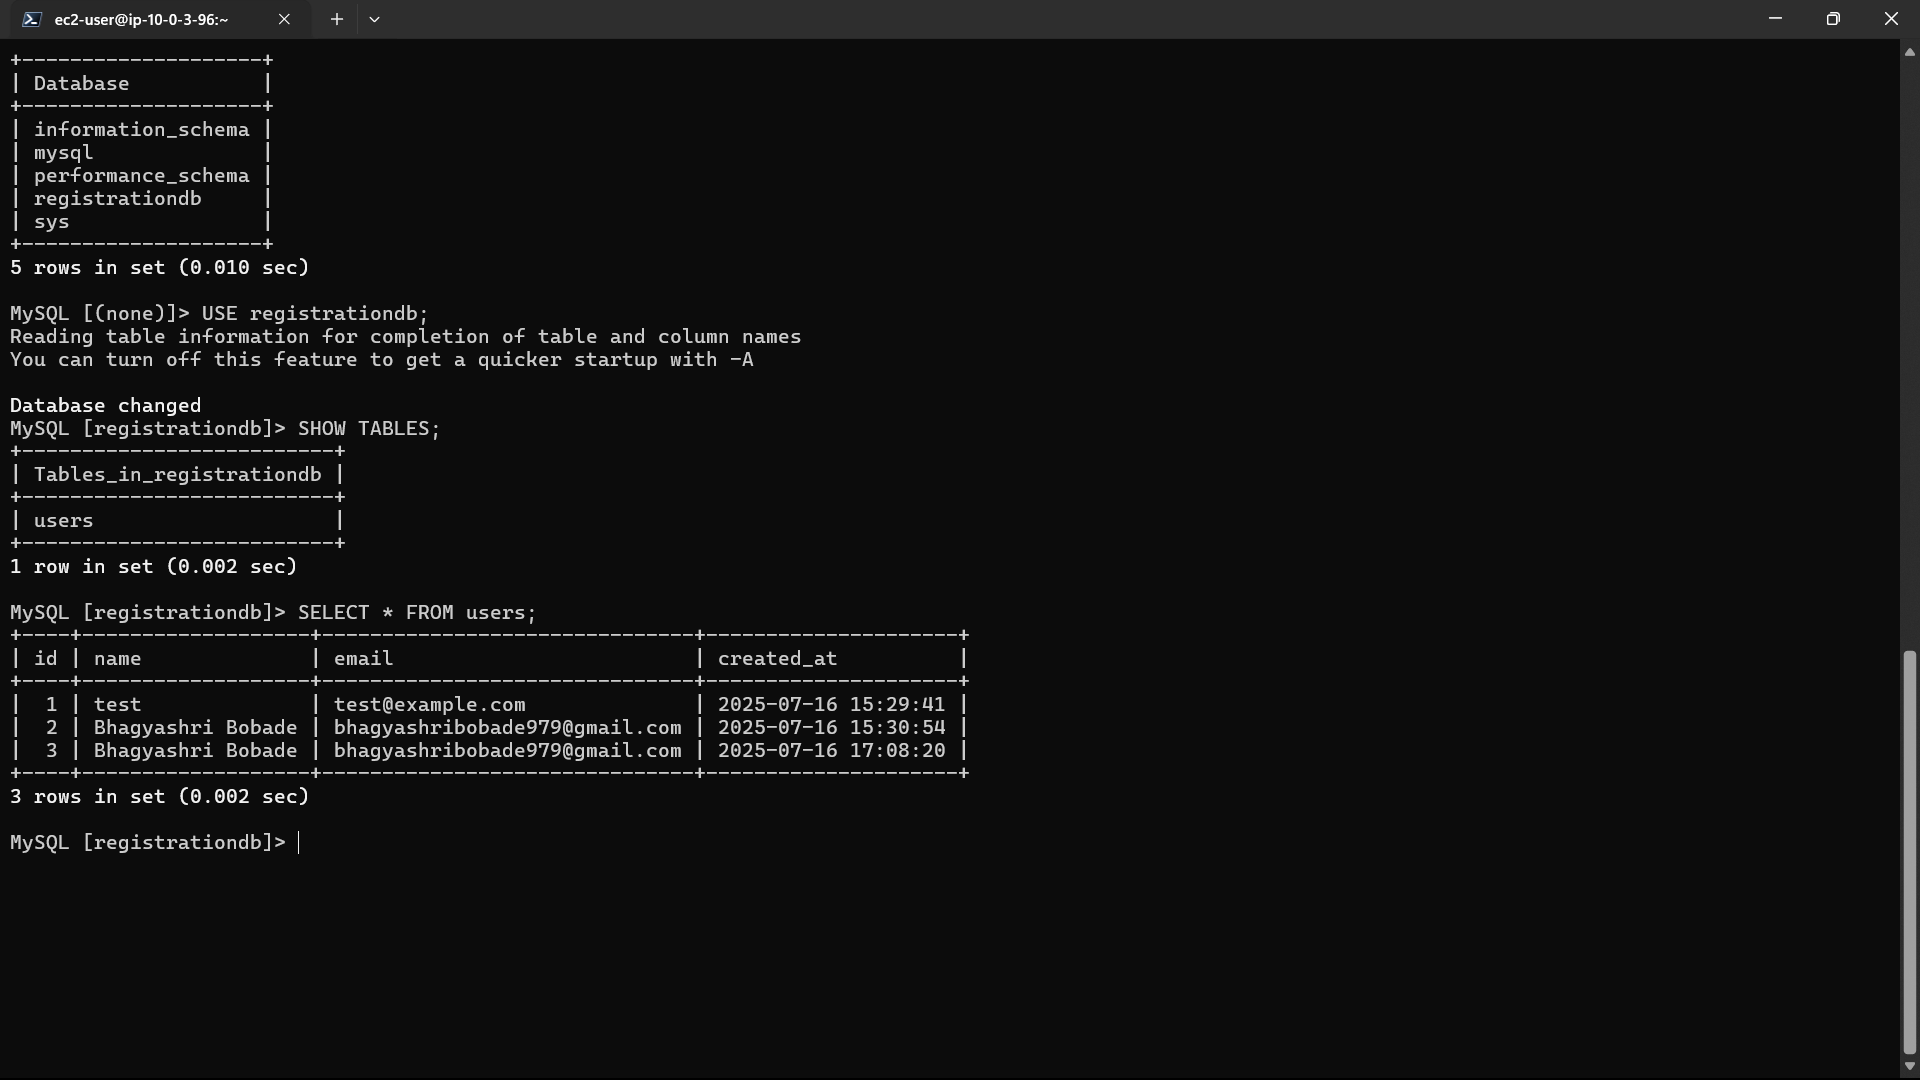 ec2-user@ip-10-0-3-96:~
+--------------------+
| Database           |
+--------------------+
| information_schema |
| mysql              |
| performance_schema |
| registrationdb     |
| sys                |
+--------------------+
5 rows in set (0.010 sec)
MySQL [(none)]> USE registrationdb;
Reading table information for completion of table and column names
You can turn off this feature to get a quicker startup with -A
Database changed
MySQL [registrationdb]> SHOW TABLES;
+--------------------------+
| Tables_in_registrationdb |
+--------------------------+
| users                    |
+--------------------------+
1 row in set (0.002 sec)
MySQL [registrationdb]> SELECT * FROM users;
+----+-------------------+-------------------------------+---------------------+
| id | name              | email                         | created_at          |
+----+-------------------+-------------------------------+---------------------+
|  1 | test              | test@example.com              | 2025-07-16 15:29:41 |
|  2 | Bhagyashri Bobade | bhagyashribobade979@gmail.com | 2025-07-16 15:30:54 |
|  3 | Bhagyashri Bobade | bhagyashribobade979@gmail.com | 2025-07-16 17:08:20 |
+----+-------------------+-------------------------------+---------------------+
3 rows in set (0.002 sec)
MySQL [registrationdb]>